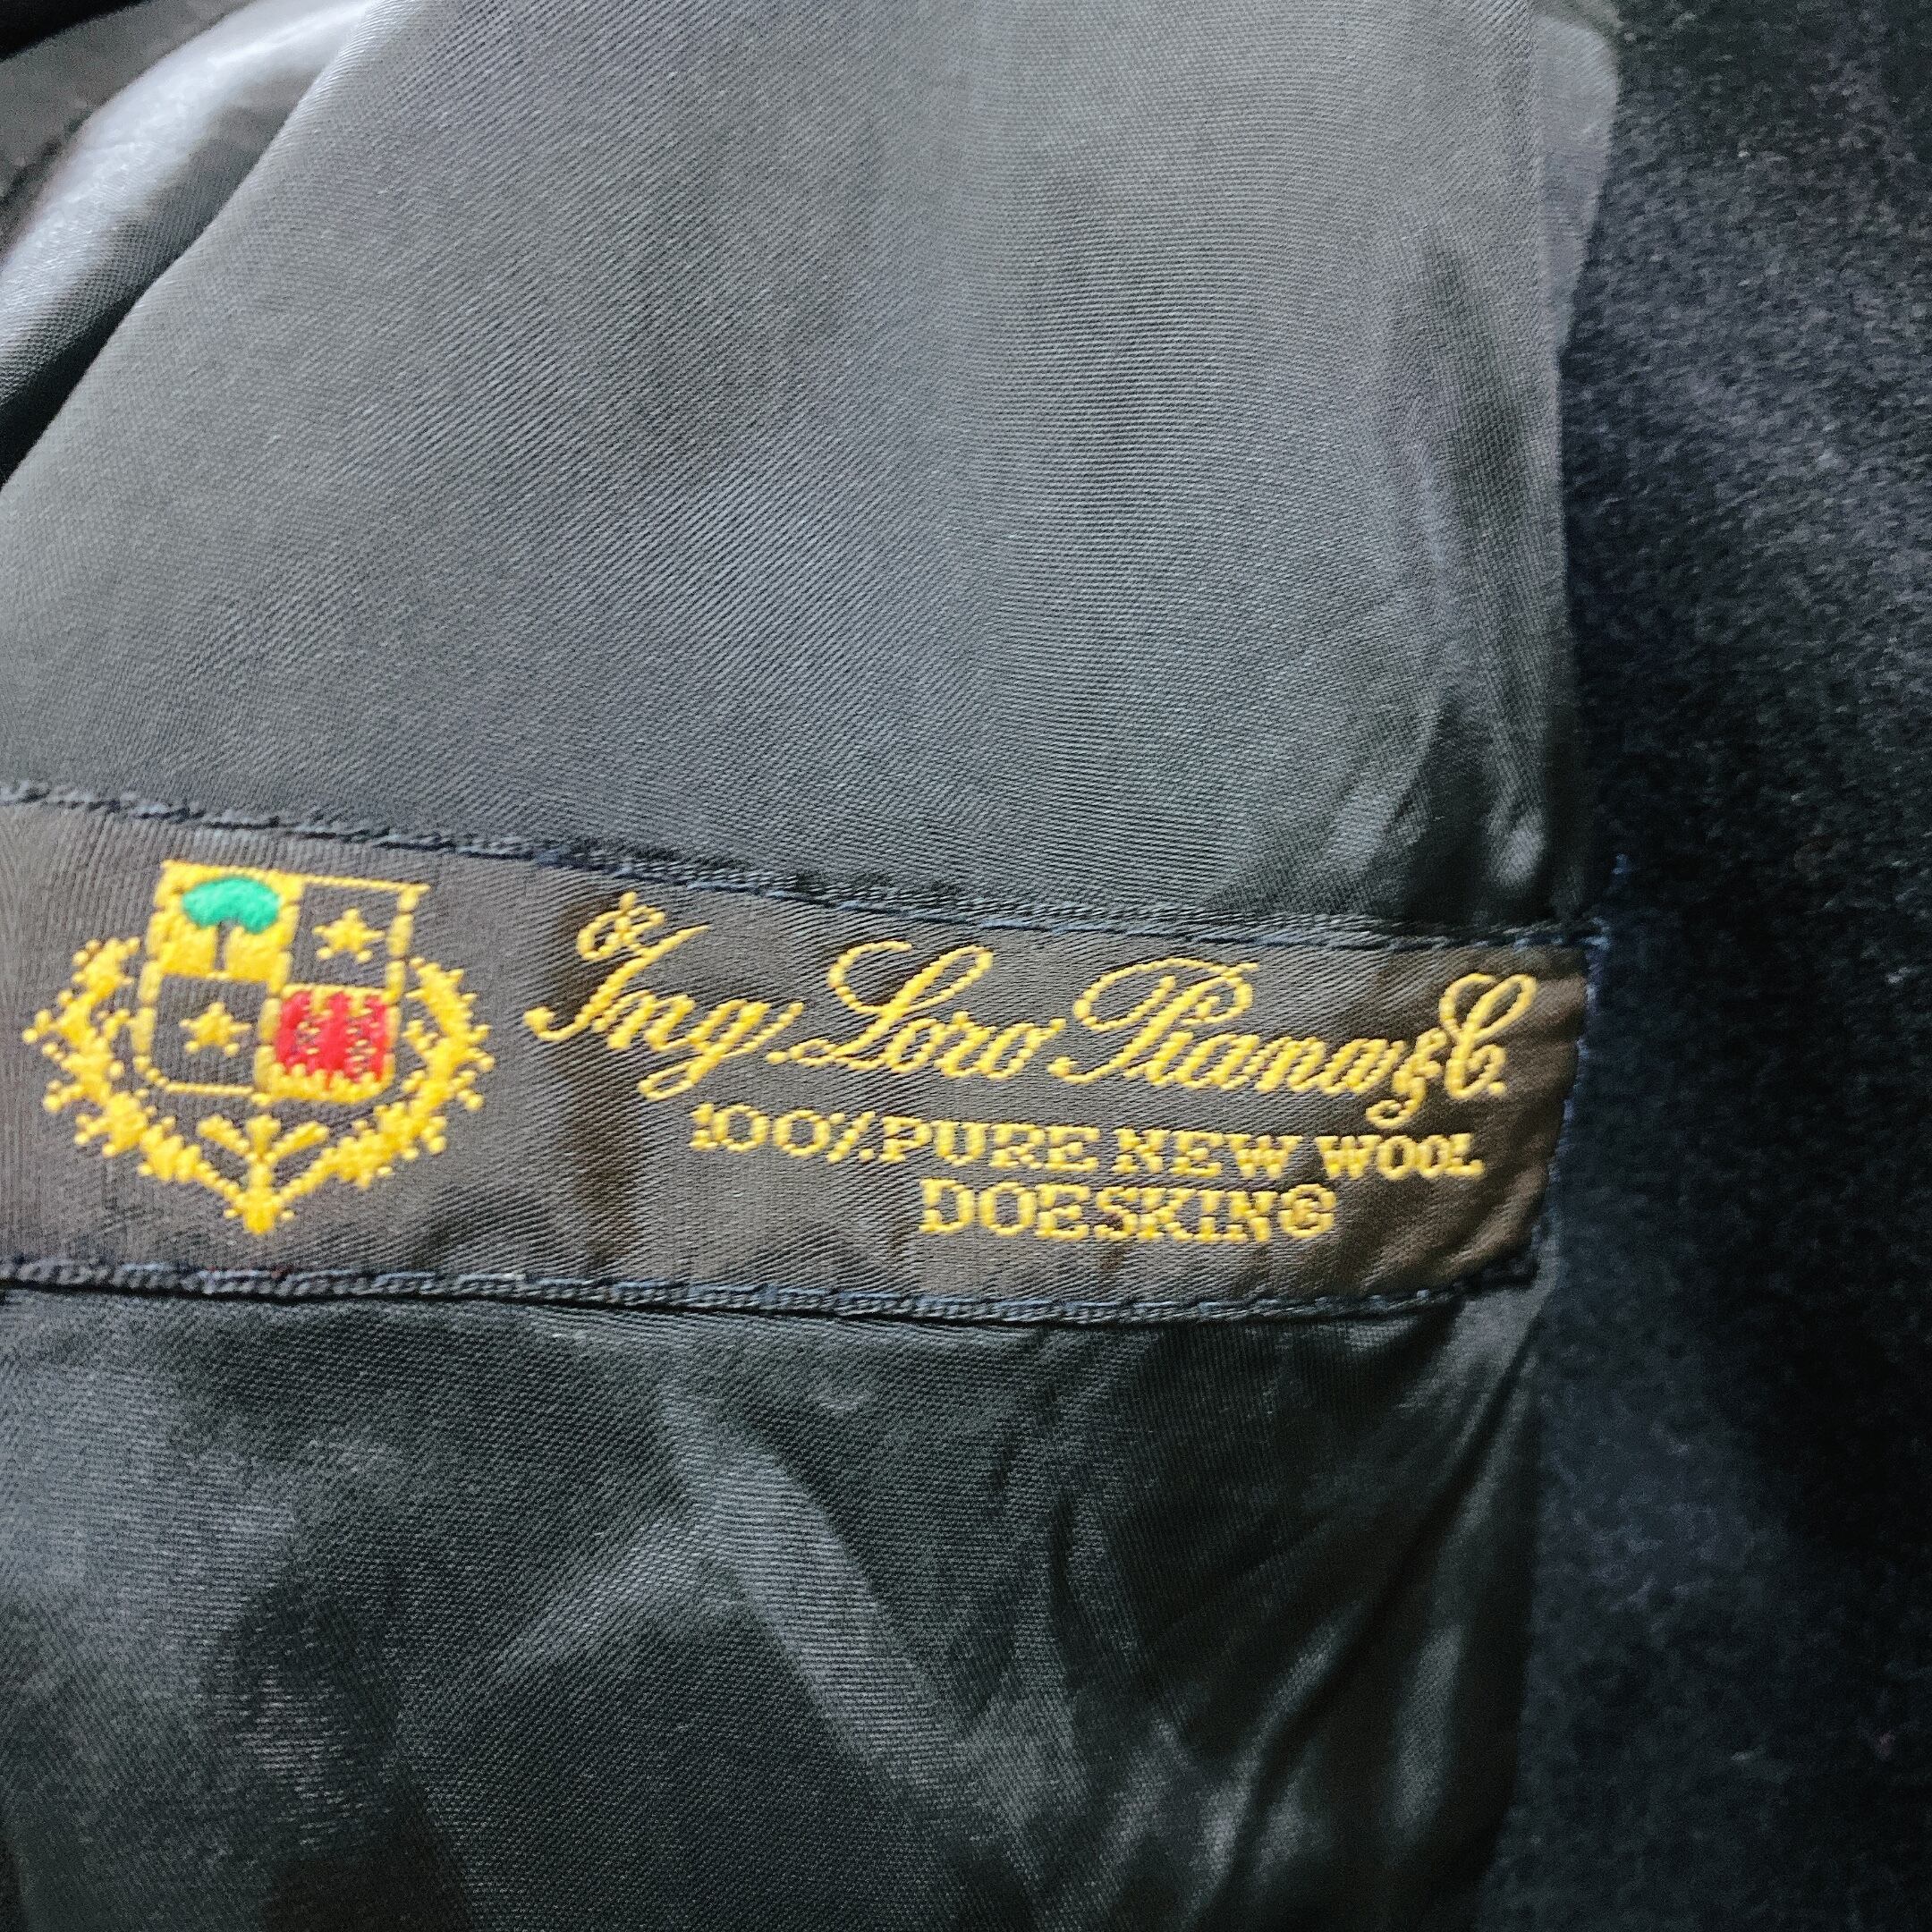 Ing. Loro Piana & C.
100% PURE NEW WOOL
DOESKIN®